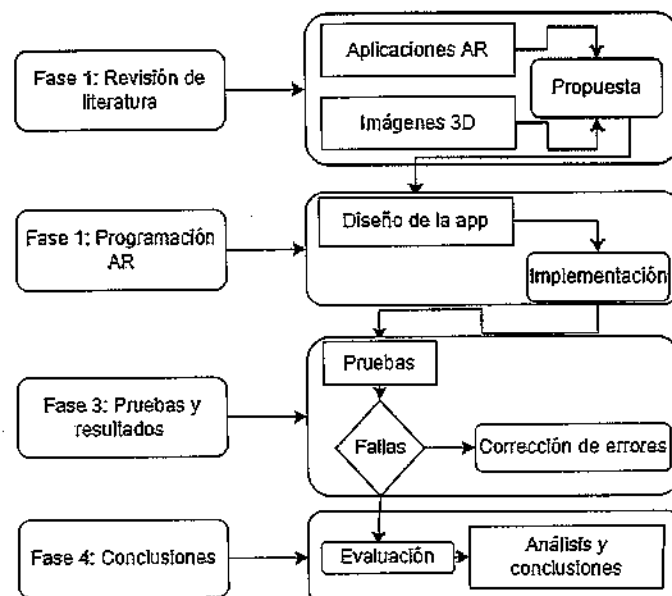 Aplicaciones AR
Fase 1: Revisión de
literatura
Propuesta
Imágenes 3D
Diseño de la app
Fase 1: Programación
AR
Implementación
Pruebas
Fase 3: Pruebas y
resultados
Fallas
Corrección de errores
Fase 4: Conclusiones
Evaluación
Análisis y
conclusiones